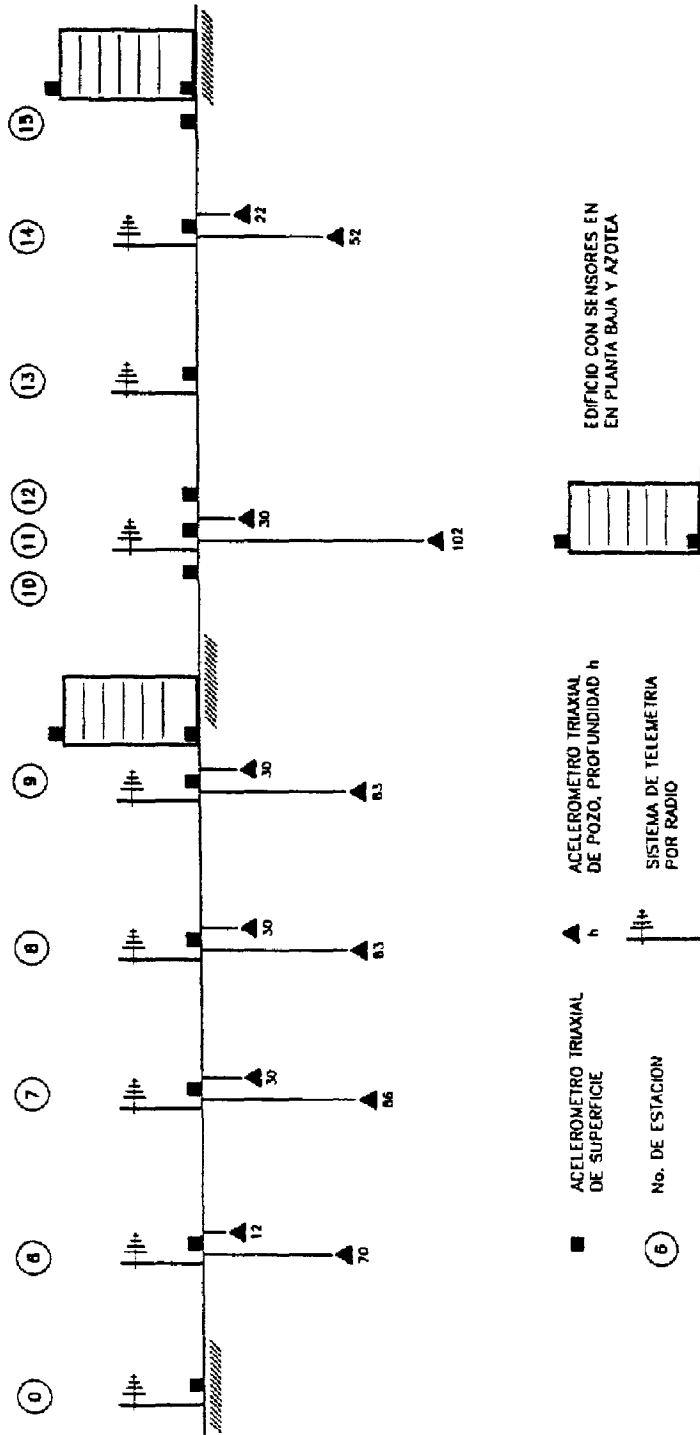 0
6
7
8
9
10
11
12
13
14
15
70
12
86
30
83
30
83
30
102
30
52
22
ACELEROMETRO TRIAXIAL
DE SUPERFICIE
h
ACELEROMETRO TRIAXIAL
DE POZO, PROFUNDIDAD h
EDIFICIO CON SENSORES EN
EN PLANTA BAJA Y AZOTEA
6
No. DE ESTACION
SISTEMA DE TELEMETRIA
POR RADIO